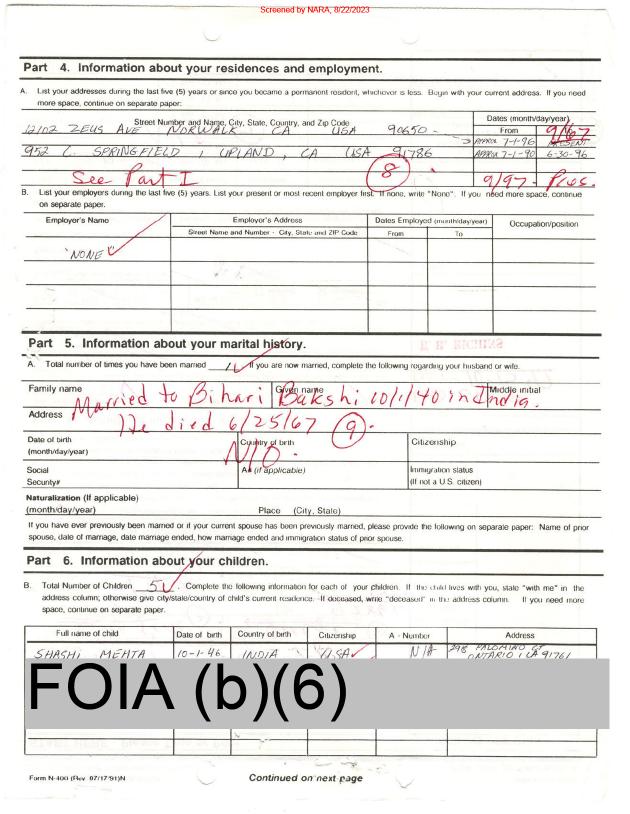 Screened by NARA, 8/22/2023
Part 4. Information about your residences and employment.
A. List your addresses during the last five (5) years or since you became a permanent resident, whichever is less. Begin with your current address. If you need
more space, continue on separate paper:
Street Number and Name, City, State, Country, and Zip Code
Dates (month/day/year)
From
9/67
12102 ZEUS AVE NORWALK CA USA 90650
APPRX 7-1-96 PRESENT
952 C. SPRINGFIELD, UPLAND, CA USA 91786
APPRX 7-1-90 6-30-96
See Part I
8
9/97 - Pres.
B. List your employers during the last five (5) years. List your present or most recent employer first. If none, write "None". If you need more space, continue
on separate paper.
Employer's Name
Employer's Address
Dates Employed (month/day/year)
Occupation/position
Street Name and Number - City, State and ZIP Code
From
To
"NONE"
Part 5. Information about your marital history.
A. Total number of times you have been married 1 If you are now married, complete the following regarding your husband or wife.
Family name
Given name
Middle initial
Married to Bihari Bakshi 10/1/40 in India.
Address
He died 6/25/67 9.
Date of birth
(month/day/year)
Country of birth
Citizenship
Social
Security#
A# (if applicable)
Immigration status
(If not a U.S. citizen)
Naturalization (If applicable)
(month/day/year)
Place (City, State)
If you have ever previously been married or if your current spouse has been previously married, please provide the following on separate paper: Name of prior
spouse, date of marriage, date marriage ended, how marriage ended and immigration status of prior spouse.
Part 6. Information about your children.
B. Total Number of Children 5. Complete the following information for each of your children. If the child lives with you, state "with me" in the
address column; otherwise give city/state/country of child's current residence. If deceased, write "deceased" in the address column. If you need more
space, continue on separate paper.
Full name of child
Date of birth
Country of birth
Citizenship
A - Number
Address
SHASHI MEHTA 10-1-46 INDIA USA N/A 298 PALOMINO CT
ONTARIO, CA 91761
FOIA (b)(6)
Form N-400 (Rev 07/17/91)N
Continued on next page